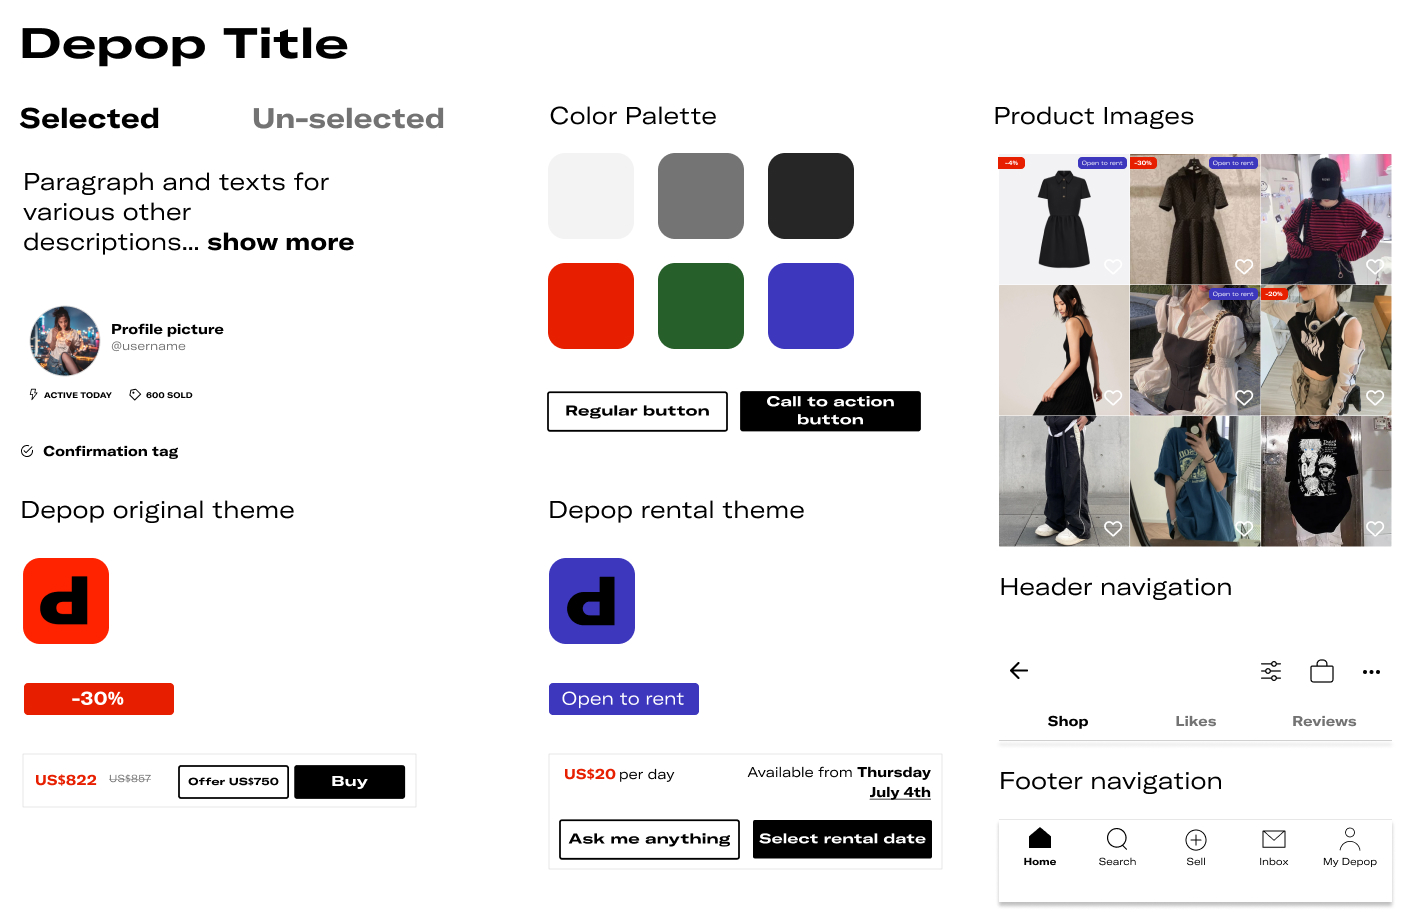 Depop Title
Selected
Un-selected
Paragraph and texts for
various other
descriptions... show more
Profile picture
@username
ACTIVE TODAY
600 SOLD
Confirmation tag
Color Palette
Regular button
Call to action
button
Product Images
-4%
Open to rent
-30%
Open to rent
Open to rent
-20%
Depop original theme
d
-30%
US$822
US$857
Offer US$750
Buy
Depop rental theme
d
Open to rent
US$20 per day
Available from Thursday
July 4th
Ask me anything
Select rental date
Header navigation
Shop
Likes
Reviews
Footer navigation
Home
Search
Sell
Inbox
My Depop